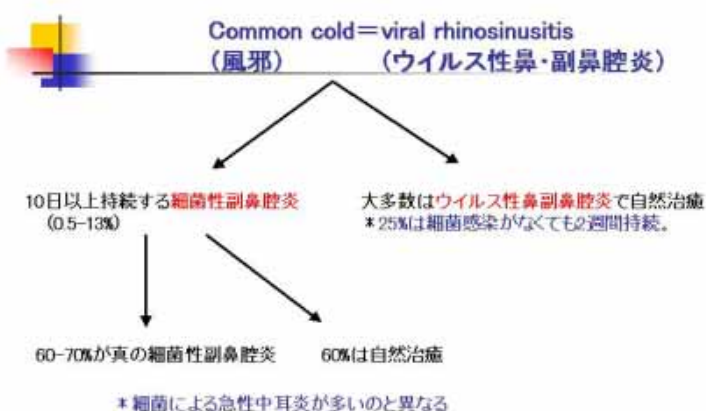 Common cold＝viral rhinosinusitis
（風邪）　　　（ウイルス性鼻・副鼻腔炎）
10日以上持続する細菌性副鼻腔炎
(0.5-13%)
大多数はウイルス性鼻副鼻腔炎で自然治癒
＊25%は細菌感染がなくても2週間持続。
60-70%が真の細菌性副鼻腔炎
60%は自然治癒
＊細菌による急性中耳炎が多いのと異なる